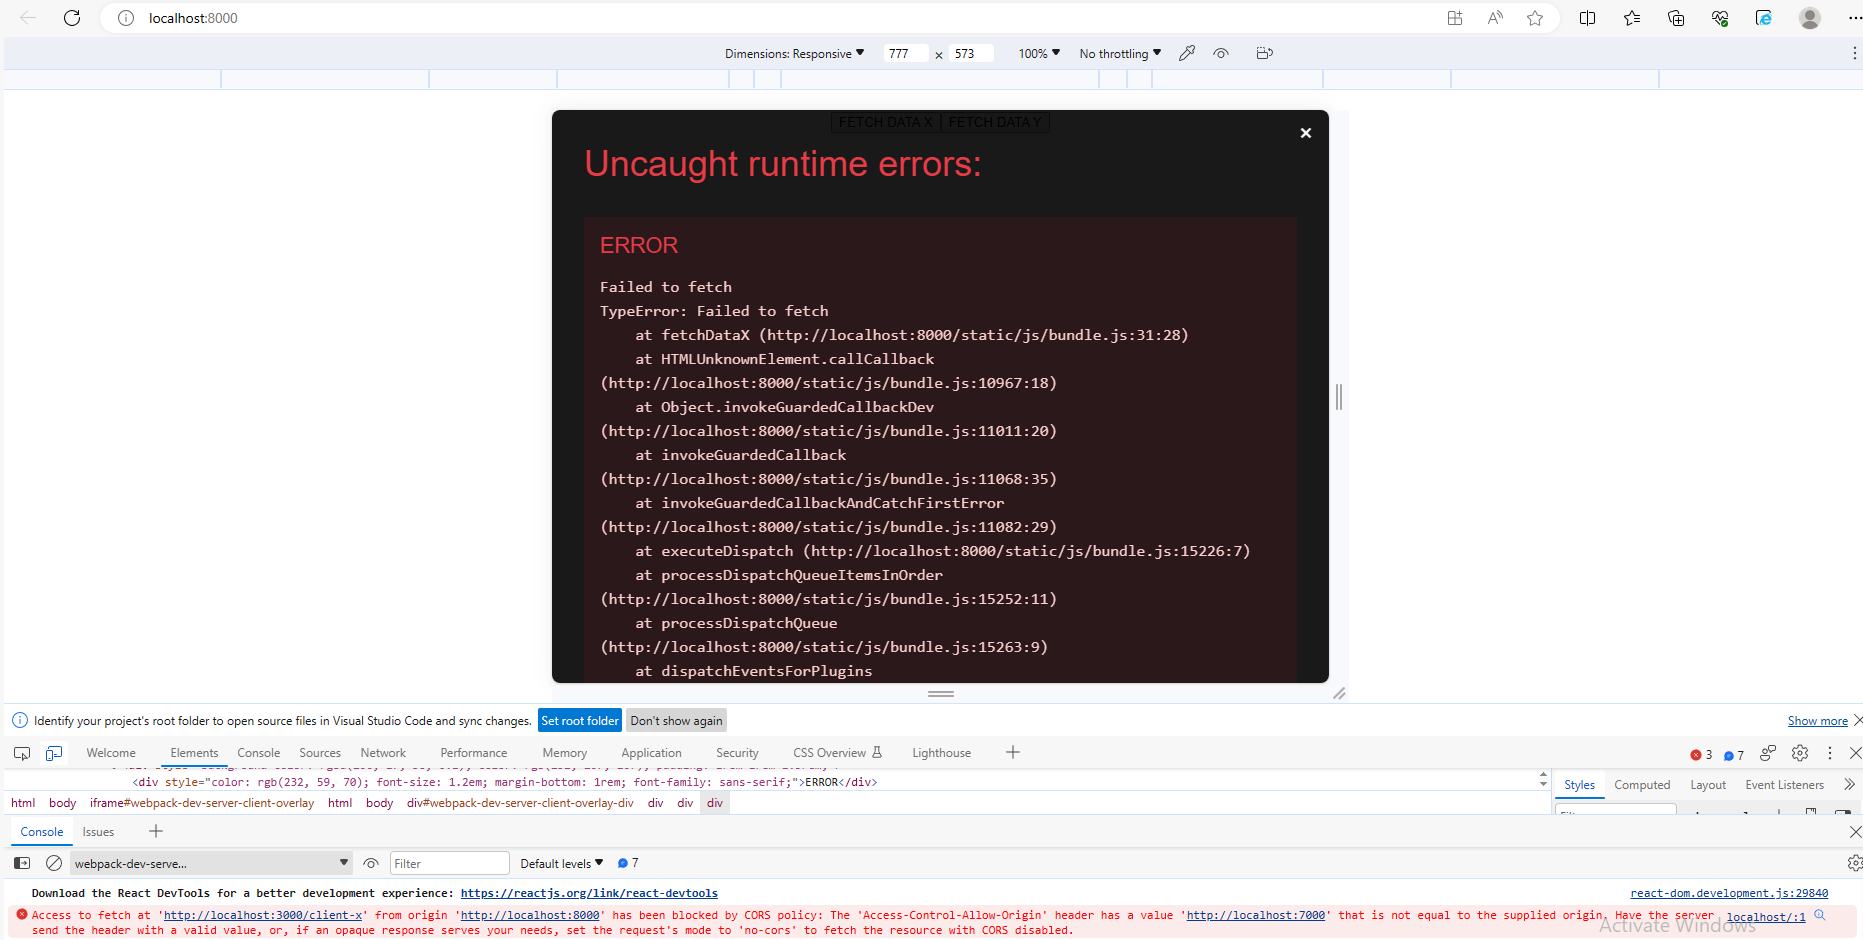 localhost:8000
Dimensions: Responsive 777 × 573 100% No throttling
FETCH DATA X FETCH DATA Y
Uncaught runtime errors:
ERROR
Failed to fetch
TypeError: Failed to fetch
at fetchDataX (http://localhost:8000/static/js/bundle.js:31:28)
at HTMLUnknownElement.callCallback
(http://localhost:8000/static/js/bundle.js:10967:18)
at Object.invokeGuardedCallbackDev
(http://localhost:8000/static/js/bundle.js:11011:20)
at invokeGuardedCallback
(http://localhost:8000/static/js/bundle.js:11068:35)
at invokeGuardedCallbackAndCatchFirstError
(http://localhost:8000/static/js/bundle.js:11082:29)
at executeDispatch (http://localhost:8000/static/js/bundle.js:15226:7)
at processDispatchQueueItemsInOrder
(http://localhost:8000/static/js/bundle.js:15252:11)
at processDispatchQueue
(http://localhost:8000/static/js/bundle.js:15263:9)
at dispatchEventsForPlugins
Identify your project's root folder to open source files in Visual Studio Code and sync changes. Set root folder Don't show again Show more
Welcome Elements Console Sources Network Performance Memory Application Security CSS Overview Lighthouse 3 7
<div style="color: rgb(232, 59, 70); font-size: 1.2em; margin-bottom: 1rem; font-family: sans-serif;">ERROR</div>
Styles Computed Layout Event Listeners
html body iframe#webpack-dev-server-client-overlay html body div#webpack-dev-server-client-overlay-div div div div
Console Issues
webpack-dev-serve... Filter Default levels 7
Download the React DevTools for a better development experience: https://reactjs.org/link/react-devtools react-dom.development.js:29840
Access to fetch at 'http://localhost:3000/client-x' from origin 'http://localhost:8000' has been blocked by CORS policy: The 'Access-Control-Allow-Origin' header has a value 'http://localhost:7000' that is not equal to the supplied origin. Have the server localhost/:1
send the header with a valid value, or, if an opaque response serves your needs, set the request's mode to 'no-cors' to fetch the resource with CORS disabled.
Activate Windows